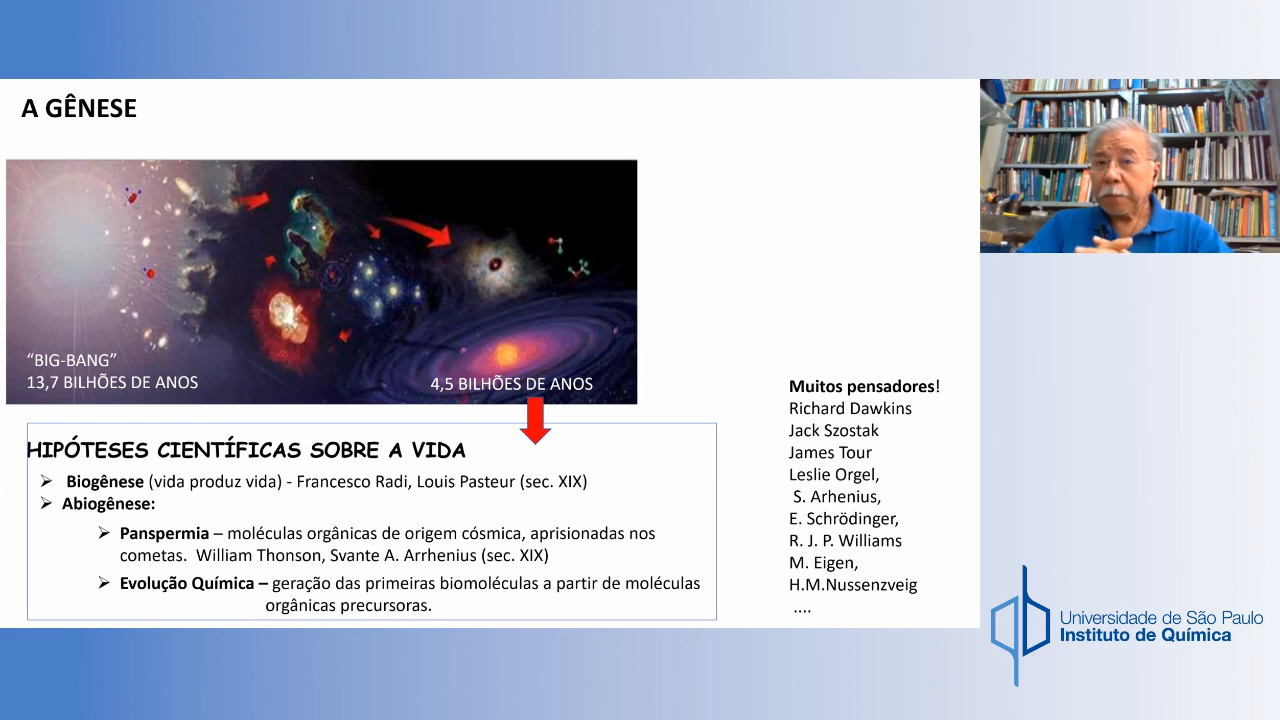 A GÊNESE
“BIG-BANG”
13,7 BILHÕES DE ANOS
4,5 BILHÕES DE ANOS
HIPÓTESES CIENTÍFICAS SOBRE A VIDA
➢ Biogênese (vida produz vida) - Francesco Radi, Louis Pasteur (sec. XIX)
➢ Abiogênese:
➢ Panspermia – moléculas orgânicas de origem cósmica, aprisionadas nos
cometas. William Thonson, Svante A. Arrhenius (sec. XIX)
➢ Evolução Química – geração das primeiras biomoléculas a partir de moléculas
orgânicas precursoras.
Muitos pensadores!
Richard Dawkins
Jack Szostak
James Tour
Leslie Orgel,
S. Arhenius,
E. Schrödinger,
R. J. P. Williams
M. Eigen,
H.M.Nussenzveig
....
Universidade de São Paulo
Instituto de Química